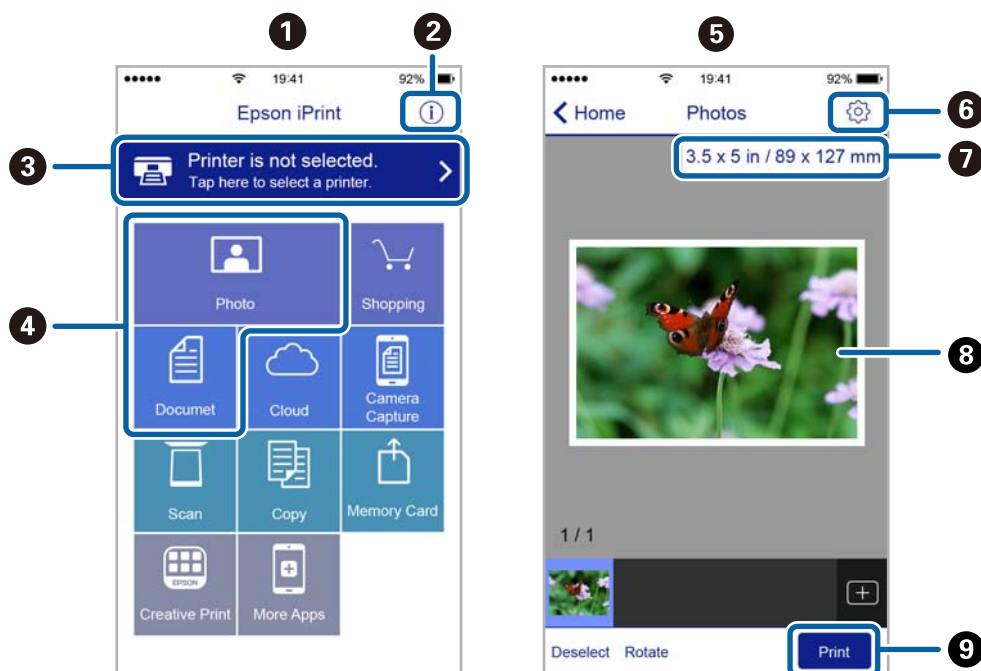 1
2
19:41
92%
Epson iPrint
3
Printer is not selected.
Tap here to select a printer.
4
Photo
Shopping
Documet
Cloud
Camera
Capture
Scan
Copy
Memory Card
EPSON
Creative Print
More Apps
5
19:41
92%
Home
Photos
6
3.5 x 5 in / 89 x 127 mm
7
8
1 / 1
Deselect
Rotate
Print
9